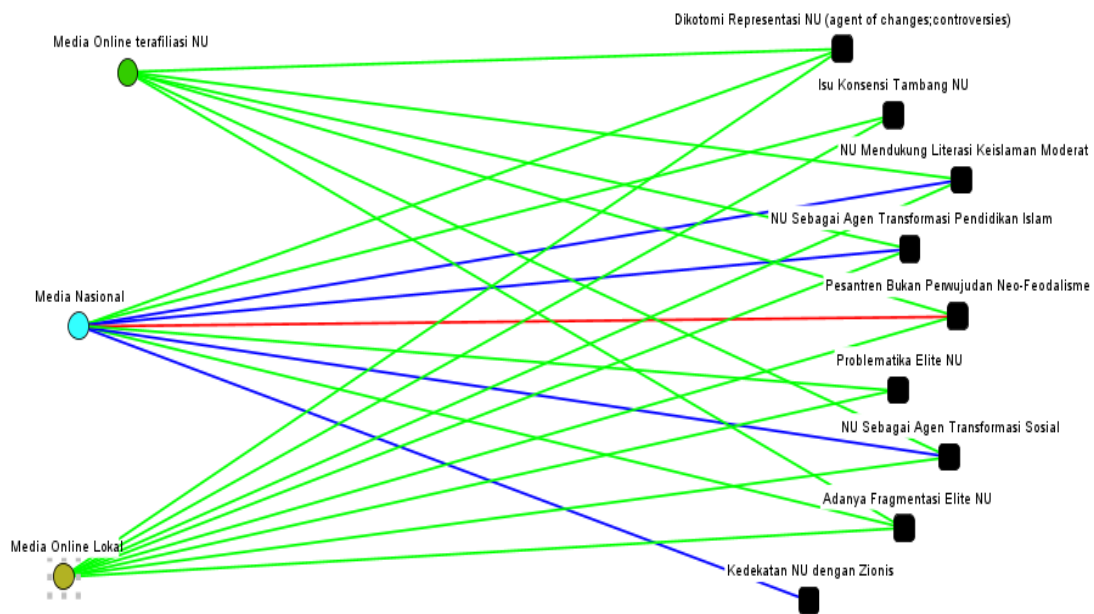 Dikotomi Representasi NU (agent of changes;controversies)
Media Online terafiliasi NU
Isu Konsensi Tambang NU
NU Mendukung Literasi Keislaman Moderat
NU Sebagai Agen Transformasi Pendidikan Islam
Pesantren Bukan Perwujudan Neo-Feodalisme
Media Nasional
Problematika Elite NU
NU Sebagai Agen Transformasi Sosial
Adanya Fragmentasi Elite NU
Media Online Lokal
Kedekatan NU dengan Zionis